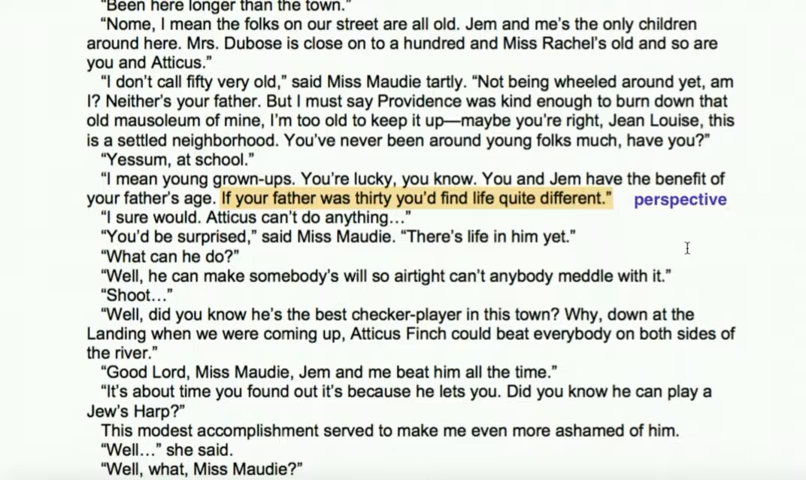 "Been here longer than the town."
"Nome, I mean the folks on our street are all old. Jem and me's the only children
around here. Mrs. Dubose is close on to a hundred and Miss Rachel's old and so are
you and Atticus."
"I don't call fifty very old," said Miss Maudie tartly. "Not being wheeled around yet, am
I? Neither's your father. But I must say Providence was kind enough to burn down that
old mausoleum of mine, I'm too old to keep it up—maybe you're right, Jean Louise, this
is a settled neighborhood. You've never been around young folks much, have you?"
"Yessum, at school."
"I mean young grown-ups. You're lucky, you know. You and Jem have the benefit of
your father's age. If your father was thirty you'd find life quite different." perspective
"I sure would. Atticus can't do anything..."
"You'd be surprised," said Miss Maudie. "There's life in him yet."
"What can he do?"
"Well, he can make somebody's will so airtight can't anybody meddle with it."
"Shoot..."
"Well, did you know he's the best checker-player in this town? Why, down at the
Landing when we were coming up, Atticus Finch could beat everybody on both sides of
the river."
"Good Lord, Miss Maudie, Jem and me beat him all the time."
"It's about time you found out it's because he lets you. Did you know he can play a
Jew's Harp?"
This modest accomplishment served to make me even more ashamed of him.
"Well..." she said.
"Well, what, Miss Maudie?"